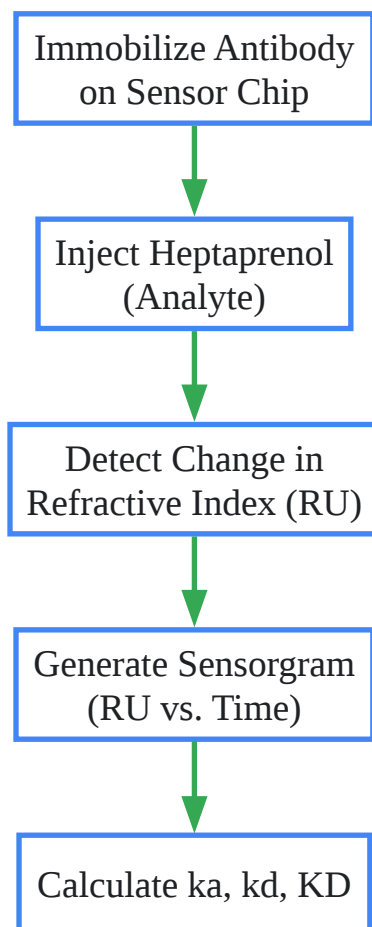 Immobilize Antibody
on Sensor Chip
Inject Heptaprenol
(Analyte)
Detect Change in
Refractive Index (RU)
Generate Sensorgram
(RU vs. Time)
Calculate ka, kd, KD